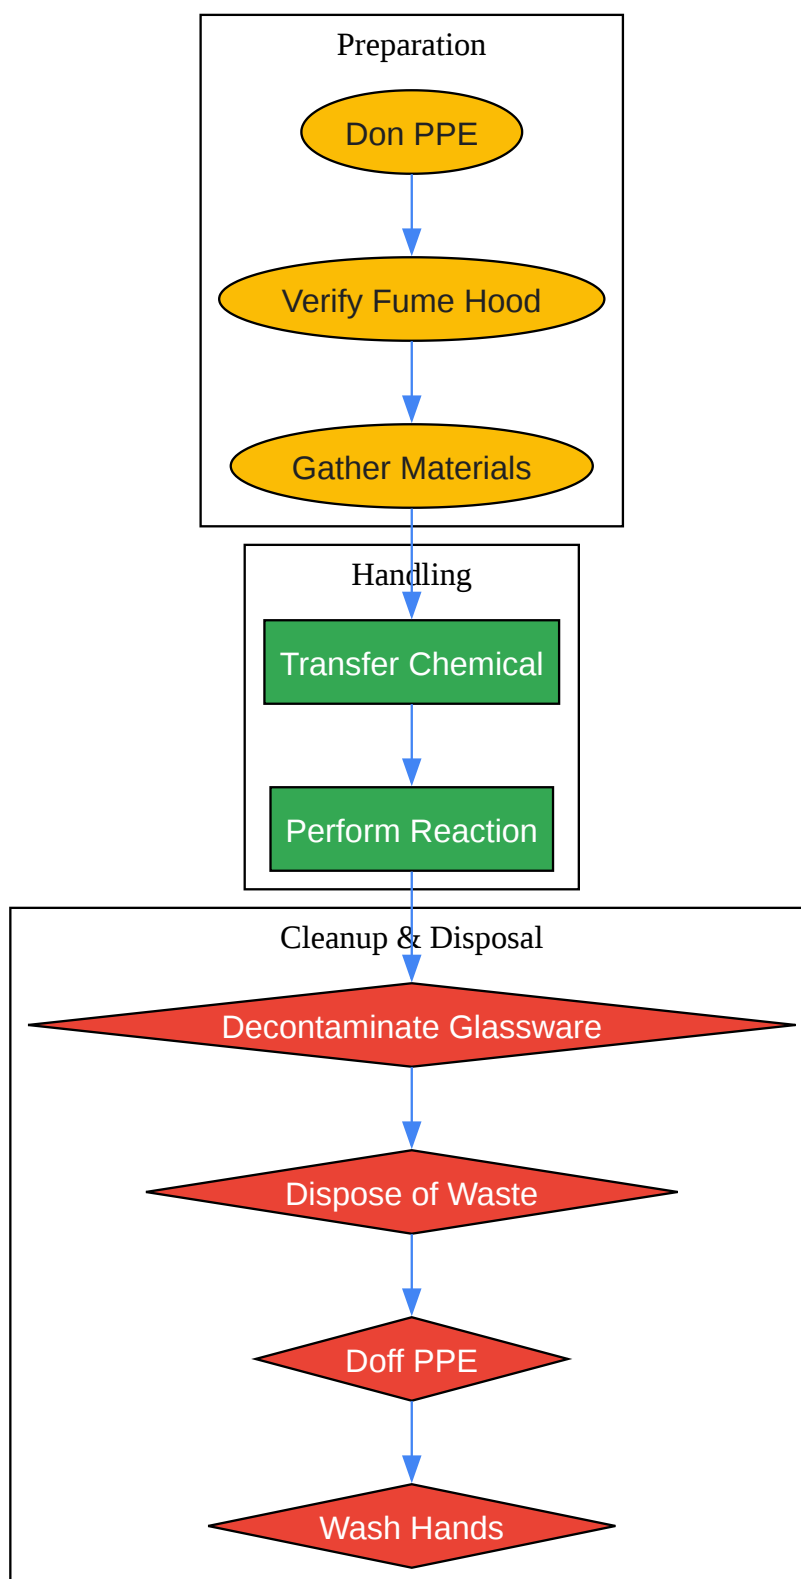 Preparation
Don PPE
Verify Fume Hood
Gather Materials
Handling
Transfer Chemical
Perform Reaction
Cleanup & Disposal
Decontaminate Glassware
Dispose of Waste
Doff PPE
Wash Hands